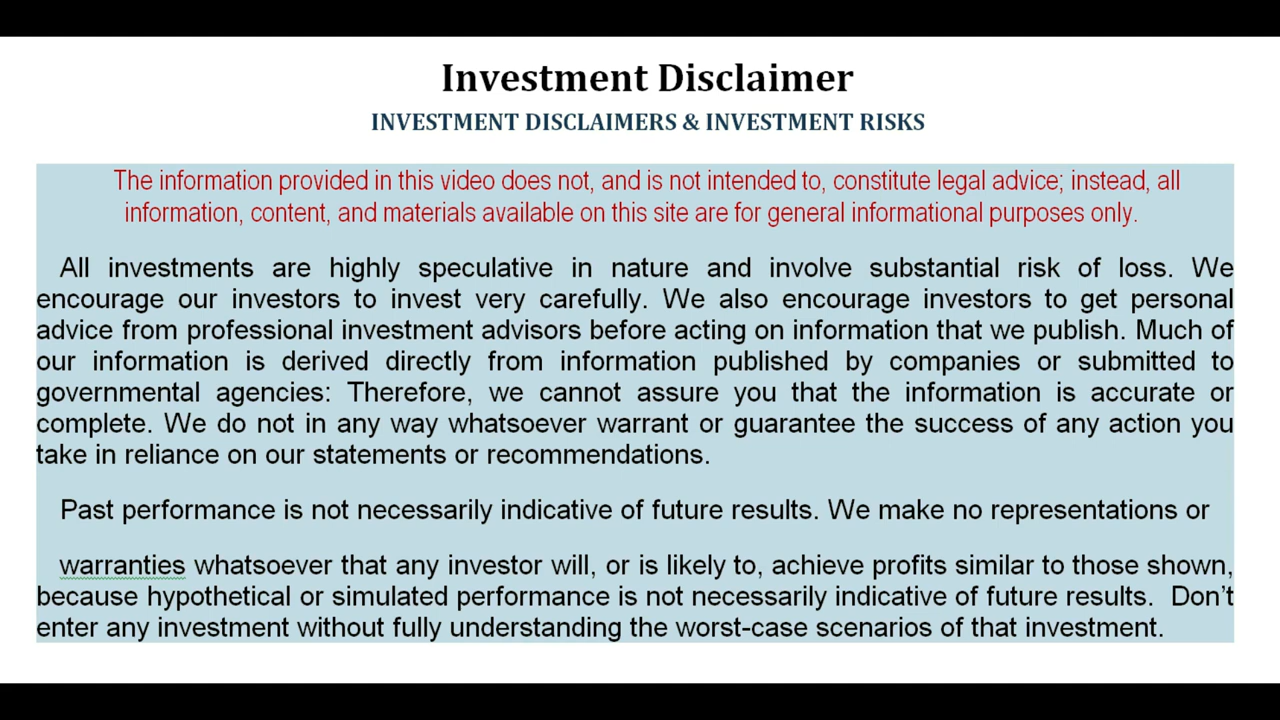 Investment Disclaimer
INVESTMENT DISCLAIMERS & INVESTMENT RISKS
The information provided in this video does not, and is not intended to, constitute legal advice; instead, all
information, content, and materials available on this site are for general informational purposes only.
All investments are highly speculative in nature and involve substantial risk of loss. We
encourage our investors to invest very carefully. We also encourage investors to get personal
advice from professional investment advisors before acting on information that we publish. Much of
our information is derived directly from information published by companies or submitted to
governmental agencies: Therefore, we cannot assure you that the information is accurate or
complete. We do not in any way whatsoever warrant or guarantee the success of any action you
take in reliance on our statements or recommendations.
Past performance is not necessarily indicative of future results. We make no representations or
warranties whatsoever that any investor will, or is likely to, achieve profits similar to those shown,
because hypothetical or simulated performance is not necessarily indicative of future results.  Don’t
enter any investment without fully understanding the worst-case scenarios of that investment.